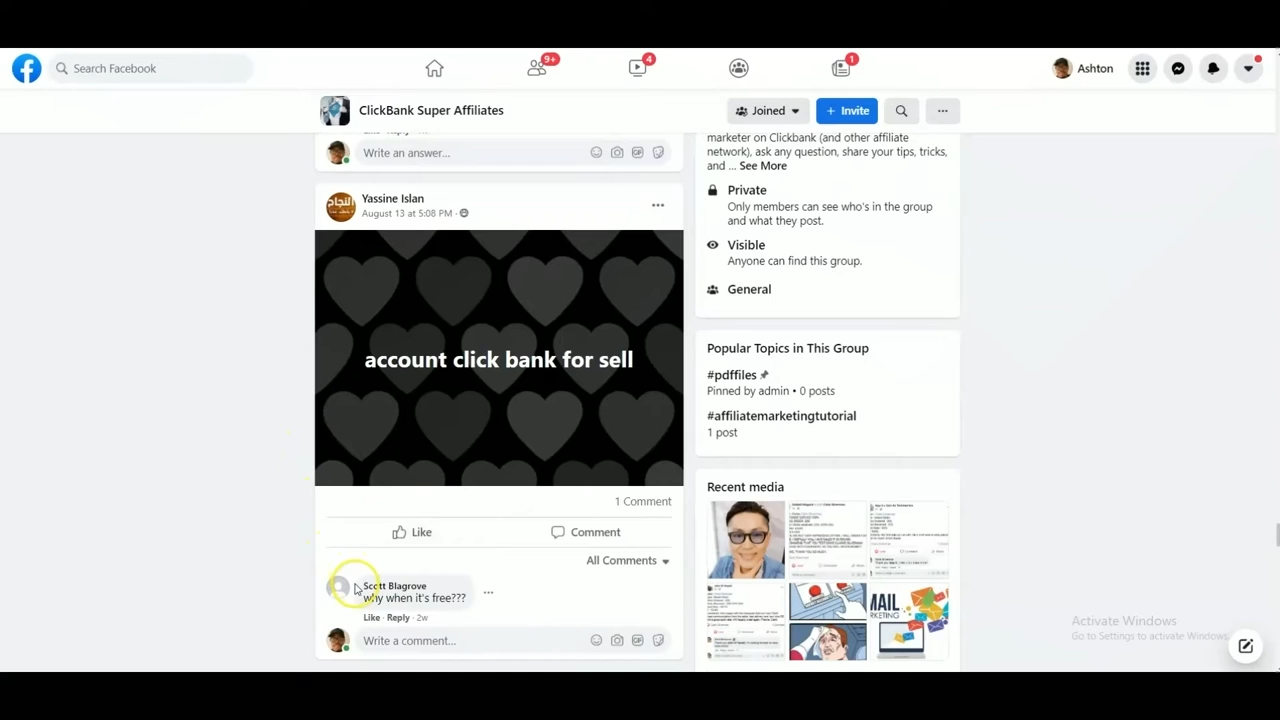 Search Facebook
9+
4
1
Ashton
ClickBank Super Affiliates
Joined
+ Invite
Write an answer...
GIF
Yassine Islan
August 13 at 5:08 PM ·
account click bank for sell
1 Comment
Like
Comment
All Comments
Scott Blagrove
why when it's free???
Like · Reply · 2w
Write a comment...
GIF
marketer on Clickbank (and other affiliate
network), ask any question, share your tips, tricks,
and ... See More
Private
Only members can see who's in the group
and what they post.
Visible
Anyone can find this group.
General
Popular Topics in This Group
#pdffiles
Pinned by admin • 0 posts
#affiliatemarketingtutorial
1 post
Recent media
Activate Windows
Go to Settings to activate Windows.